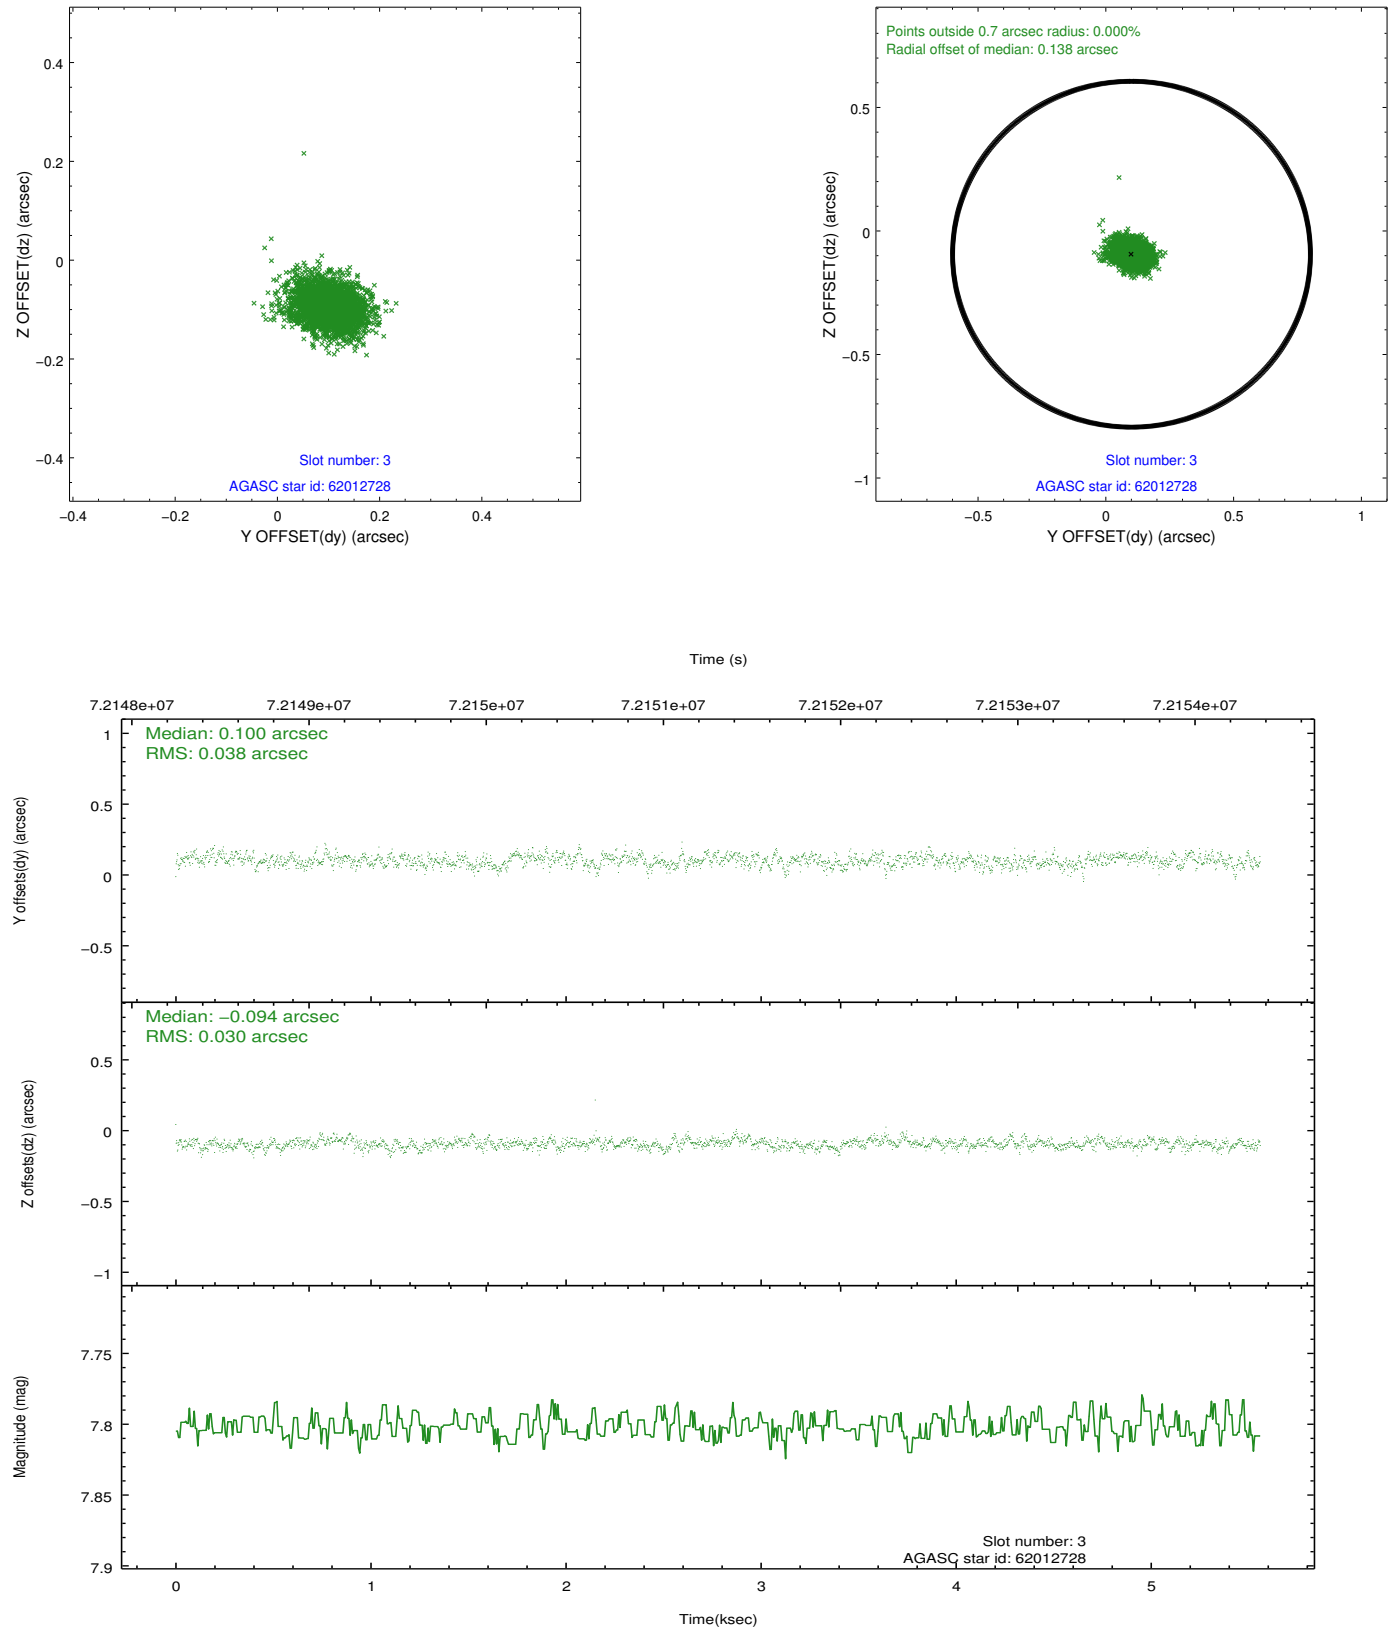 0.4
0.2
0
−0.2
−0.4
Z OFFSET(dz) (arcsec)
Slot number: 3
AGASC star id: 62012728
−0.4
−0.2
0
0.2
0.4
Y OFFSET(dy) (arcsec)
Points outside 0.7 arcsec radius: 0.000%
Radial offset of median: 0.138 arcsec
0.5
0
−0.5
−1
Z OFFSET(dz) (arcsec)
Slot number: 3
AGASC star id: 62012728
−0.5
0
0.5
1
Y OFFSET(dy) (arcsec)
Time (s)
7.2148e+07
7.2149e+07
7.215e+07
7.2151e+07
7.2152e+07
7.2153e+07
7.2154e+07
Median: 0.100 arcsec
RMS: 0.038 arcsec
1
0.5
0
−0.5
Y offsets(dy) (arcsec)
Median: −0.094 arcsec
RMS: 0.030 arcsec
0.5
0
−0.5
−1
Z offsets(dz) (arcsec)
7.75
7.8
7.85
7.9
Magnitude (mag)
Slot number: 3
AGASC star id: 62012728
0
1
2
3
4
5
Time(ksec)